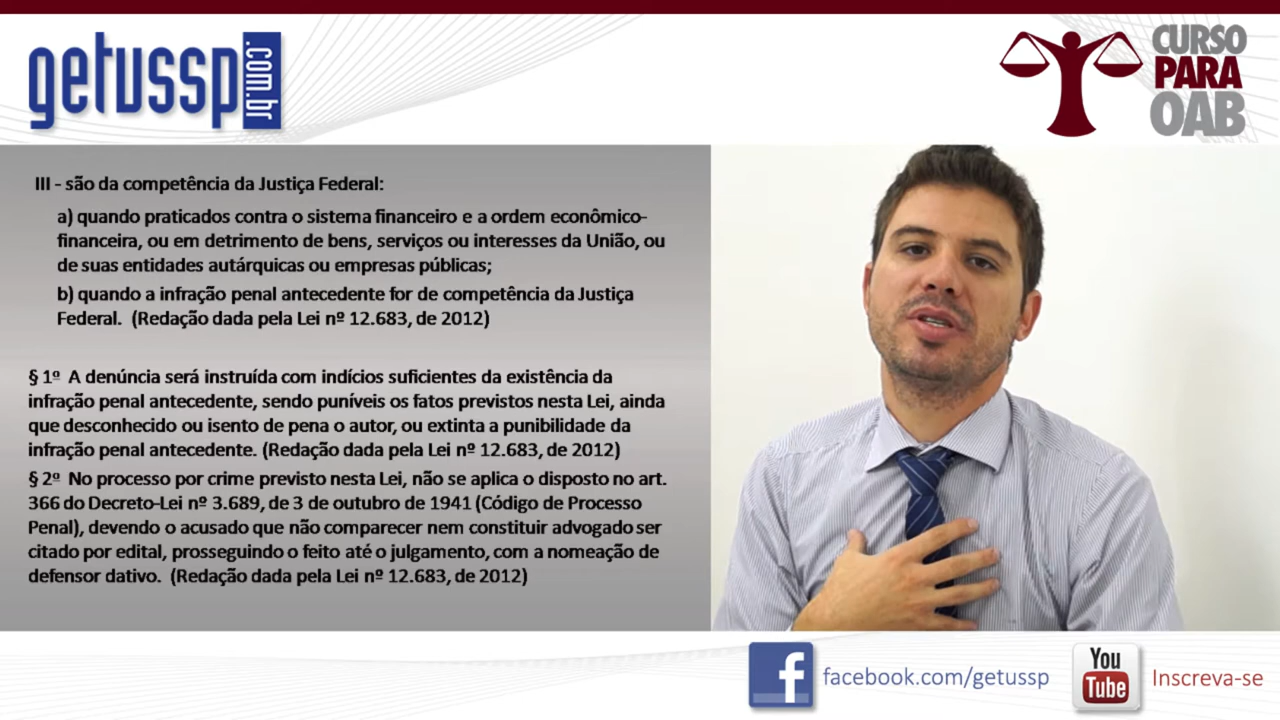 getussp.com.br
CURSO
PARA
OAB
III - são da competência da Justiça Federal:
a) quando praticados contra o sistema financeiro e a ordem econômico-
financeira, ou em detrimento de bens, serviços ou interesses da União, ou
de suas entidades autárquicas ou empresas públicas;
b) quando a infração penal antecedente for de competência da Justiça
Federal. (Redação dada pela Lei nº 12.683, de 2012)
§ 1º A denúncia será instruída com indícios suficientes da existência da
infração penal antecedente, sendo puníveis os fatos previstos nesta Lei, ainda
que desconhecido ou isento de pena o autor, ou extinta a punibilidade da
infração penal antecedente. (Redação dada pela Lei nº 12.683, de 2012)
§ 2º No processo por crime previsto nesta Lei, não se aplica o disposto no art.
366 do Decreto-Lei nº 3.689, de 3 de outubro de 1941 (Código de Processo
Penal), devendo o acusado que não comparecer nem constituir advogado ser
citado por edital, prosseguindo o feito até o julgamento, com a nomeação de
defensor dativo. (Redação dada pela Lei nº 12.683, de 2012)
f facebook.com/getussp
You
Tube
Inscreva-se